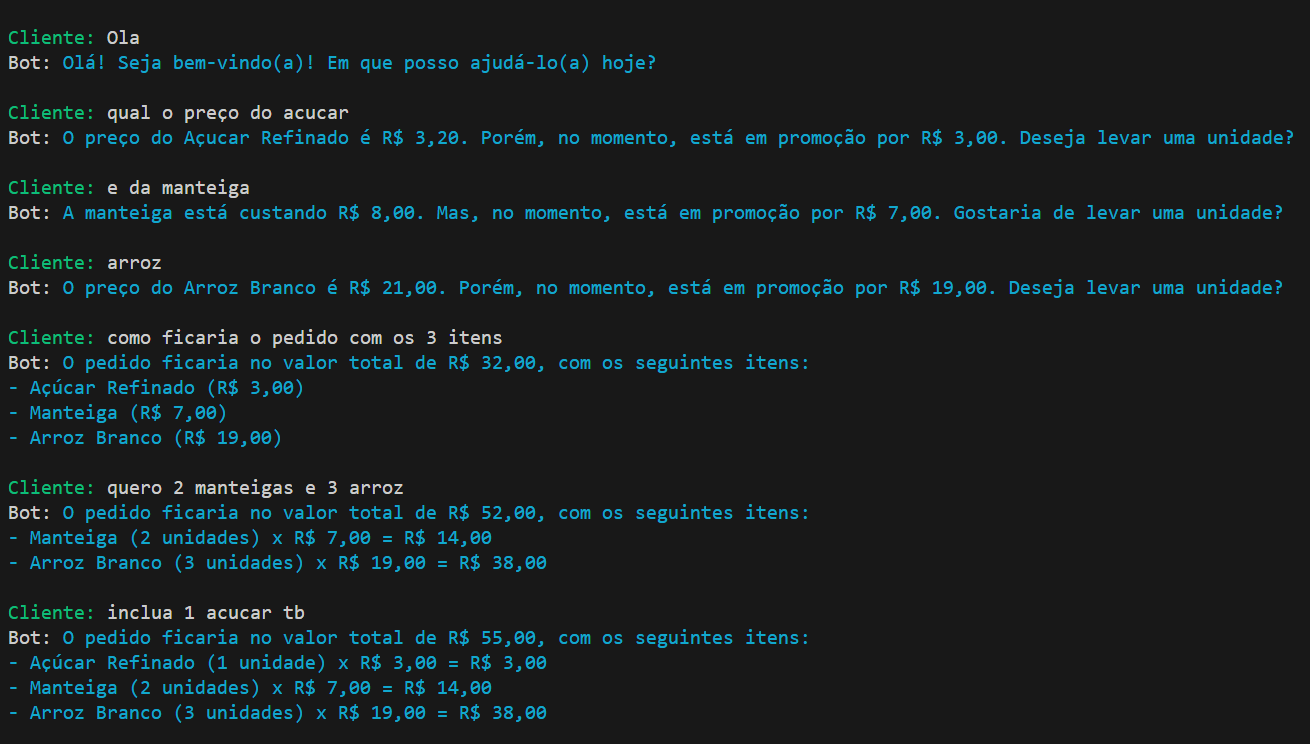 Cliente: Ola
Bot: Olá! Seja bem-vindo(a)! Em que posso ajudá-lo(a) hoje?
Cliente: qual o preço do acucar
Bot: O preço do Açucar Refinado é R$ 3,20. Porém, no momento, está em promoção por R$ 3,00. Deseja levar uma unidade?
Cliente: e da manteiga
Bot: A manteiga está custando R$ 8,00. Mas, no momento, está em promoção por R$ 7,00. Gostaria de levar uma unidade?
Cliente: arroz
Bot: O preço do Arroz Branco é R$ 21,00. Porém, no momento, está em promoção por R$ 19,00. Deseja levar uma unidade?
Cliente: como ficaria o pedido com os 3 itens
Bot: O pedido ficaria no valor total de R$ 32,00, com os seguintes itens:
- Açúcar Refinado (R$ 3,00)
- Manteiga (R$ 7,00)
- Arroz Branco (R$ 19,00)
Cliente: quero 2 manteigas e 3 arroz
Bot: O pedido ficaria no valor total de R$ 52,00, com os seguintes itens:
- Manteiga (2 unidades) x R$ 7,00 = R$ 14,00
- Arroz Branco (3 unidades) x R$ 19,00 = R$ 38,00
Cliente: inclua 1 acucar tb
Bot: O pedido ficaria no valor total de R$ 55,00, com os seguintes itens:
- Açúcar Refinado (1 unidade) x R$ 3,00 = R$ 3,00
- Manteiga (2 unidades) x R$ 7,00 = R$ 14,00
- Arroz Branco (3 unidades) x R$ 19,00 = R$ 38,00